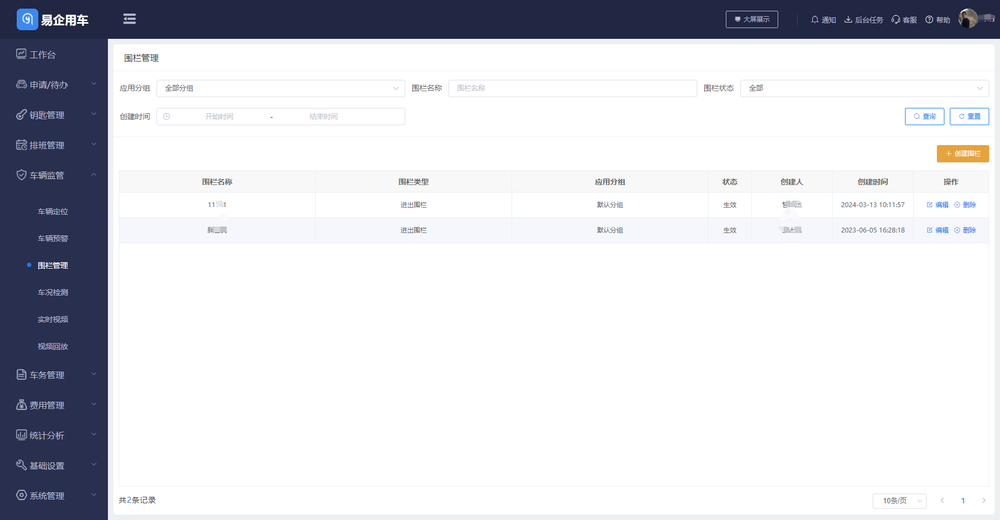 易企用车
大屏展示
通知
后台任务
客服
帮助
工作台
申请/待办
钥匙管理
排班管理
车辆监管
车辆定位
车辆预警
围栏管理
车况检测
实时视频
视频回放
车务管理
费用管理
统计分析
基础设置
系统管理
围栏管理
应用分组 全部分组 围栏名称 围栏名称 围栏状态 全部
创建时间 开始时间 - 结束时间 查询 重置
创建围栏
围栏名称 围栏类型 应用分组 状态 创建人 创建时间 操作
进出围栏 默认分组 生效 2024-03-13 10:11:57 编辑 删除
进出围栏 默认分组 生效 2023-06-05 16:28:18 编辑 删除
共2条记录 10条/页 1